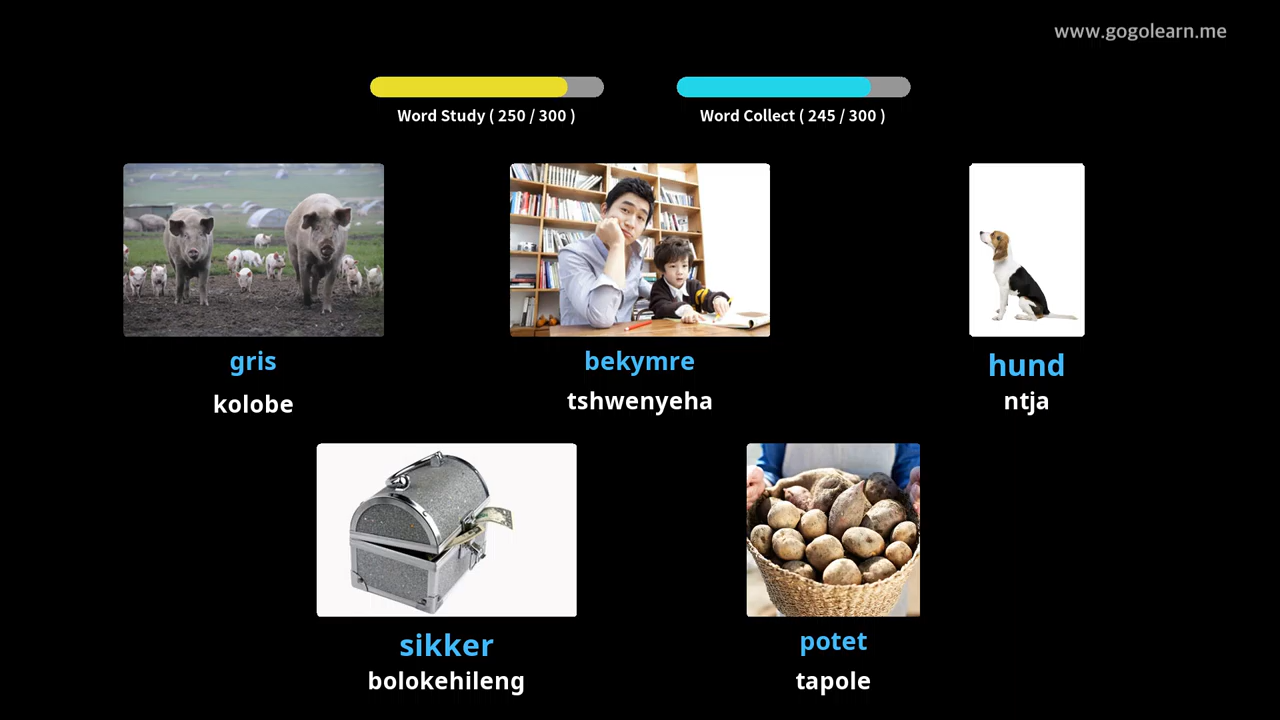 www.gogolearn.me
Word Study ( 250 / 300 )
Word Collect ( 245 / 300 )
gris
kolobe
bekymre
tshwenyeha
hund
ntja
sikker
bolokehileng
potet
tapole